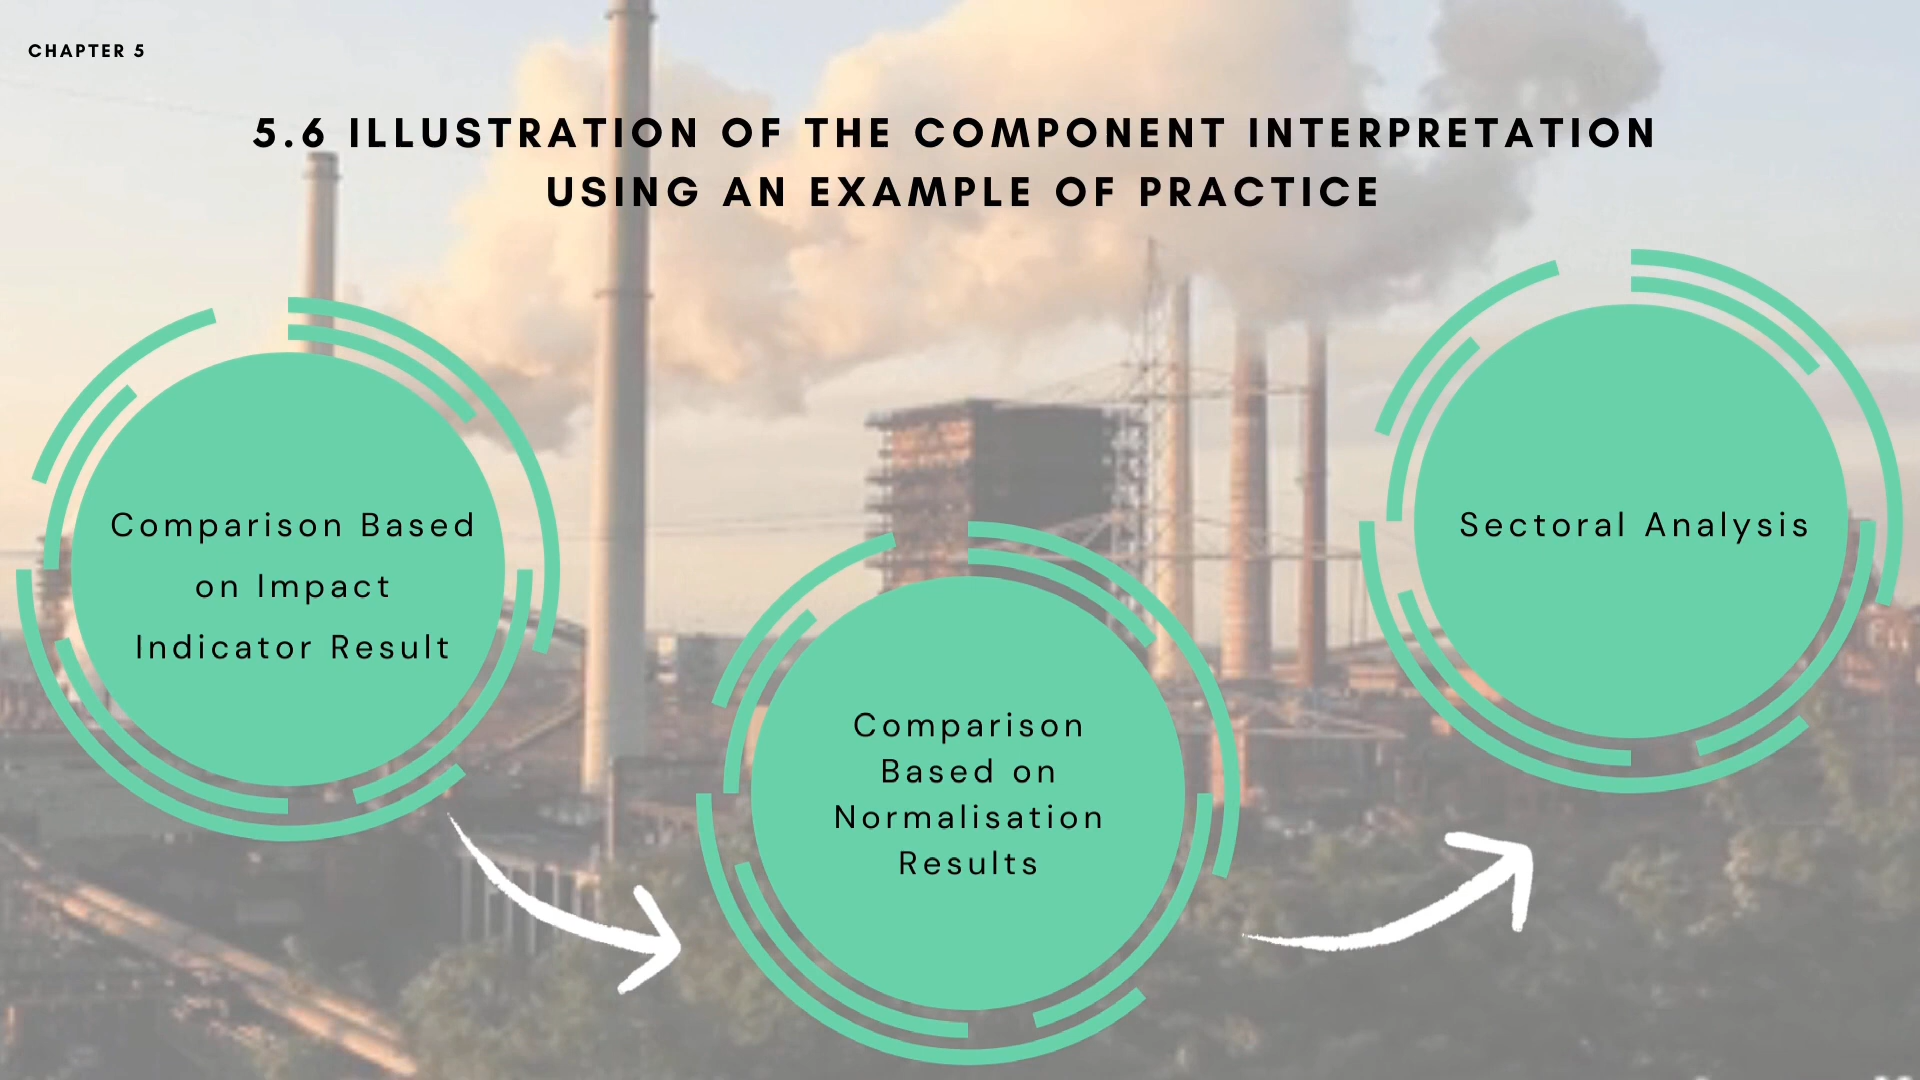 CHAPTER 5
5.6 ILLUSTRATION OF THE COMPONENT INTERPRETATION
USING AN EXAMPLE OF PRACTICE
Comparison Based
on Impact
Indicator Result
Comparison
Based on
Normalisation
Results
Sectoral Analysis